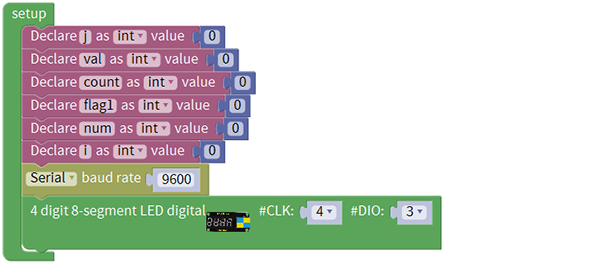 setup
Declare j as int value 0
Declare val as int value 0
Declare count as int value 0
Declare flag1 as int value 0
Declare num as int value 0
Declare i as int value 0
Serial baud rate 9600
4 digit 8-segment LED digital #CLK: 4 #DIO: 3